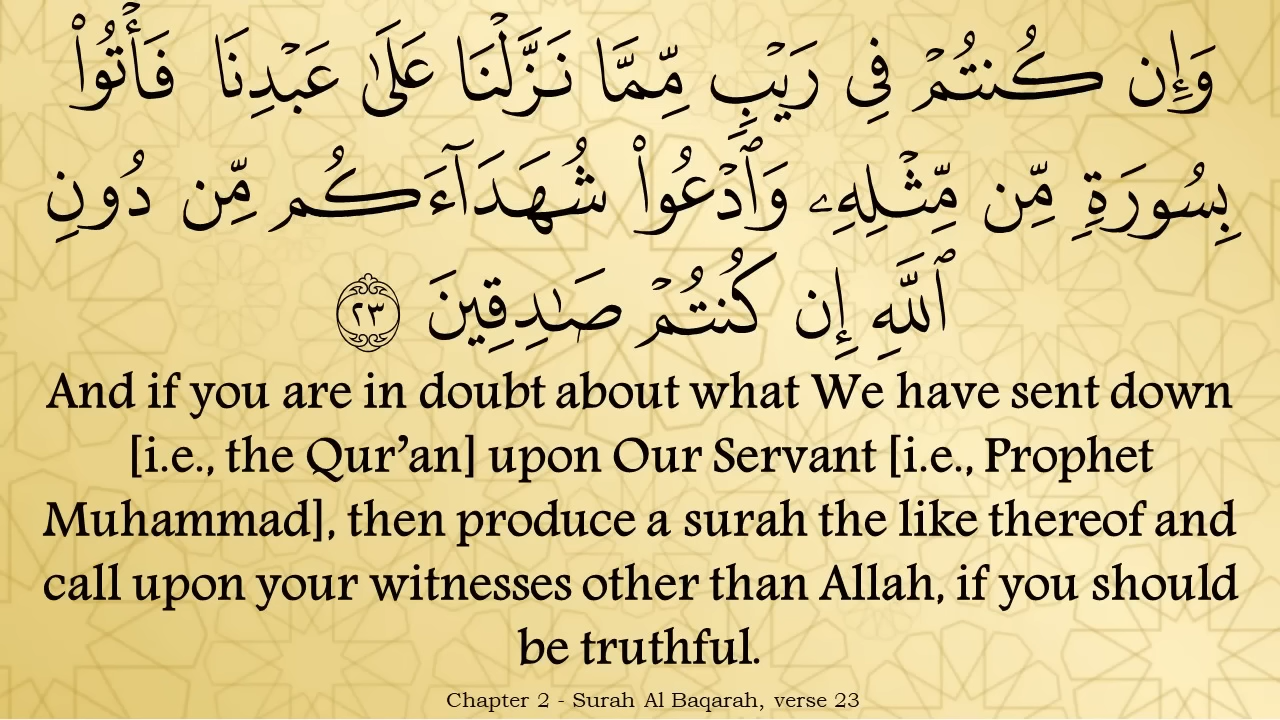 وَإِن كُنتُمْ فِى رَيْبٍ مِّمَّا نَزَّلْنَا عَلَىٰ عَبْدِنَا فَأْتُوا۟
بِسُورَةٍ مِّن مِّثْلِهِۦ وَٱدْعُوا۟ شُهَدَآءَكُم مِّن دُونِ
ٱللَّهِ إِن كُنتُمْ صَـٰدِقِينَ ٢٣
And if you are in doubt about what We have sent down
[i.e., the Qur’an] upon Our Servant [i.e., Prophet
Muhammad], then produce a surah the like thereof and
call upon your witnesses other than Allah, if you should
be truthful.
Chapter 2 - Surah Al Baqarah, verse 23